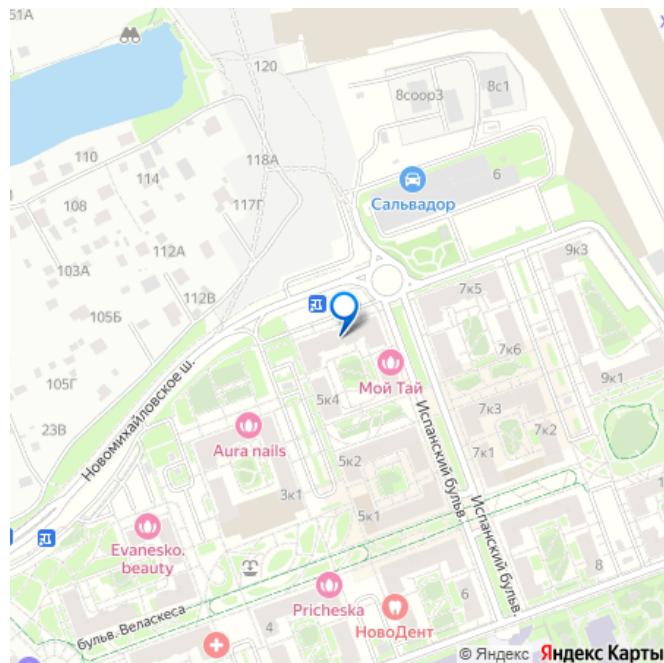 51А
120
8соор3
8с1
110
118А
114
6
Сальвадор
117Г
108
9к3
112А
103А
7к5
112В
105Б
7к6
Мой Тай
105Г
9к1
5к4
7к3
Новомихайловское ш.
Испанский бульв.
23В
Aura nails
7к1
7к2
5к2
3к1
5к1
Испанский бульв.
Evanesko.
beauty
8
Pricheska
6
бульв. Веласкеса
4
НовоДент
© Яндекс Яндекс Карты